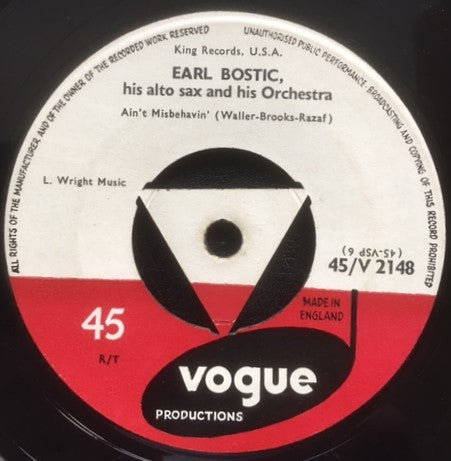 ALL RIGHTS OF THE MANUFACTURER AND OF THE OWNER OF THE RECORDED WORK RESERVED
UNAUTHORISED PUBLIC PERFORMANCE, BROADCASTING AND COPYING OF THIS RECORD PROHIBITED
King Records, U.S.A.
EARL BOSTIC,
his alto sax and his Orchestra
Ain't Misbehavin' (Waller-Brooks-Razaf)
L. Wright Music
(45-VSP 6)
45/V 2148
45
R/T
MADE IN
ENGLAND
vogue
PRODUCTIONS